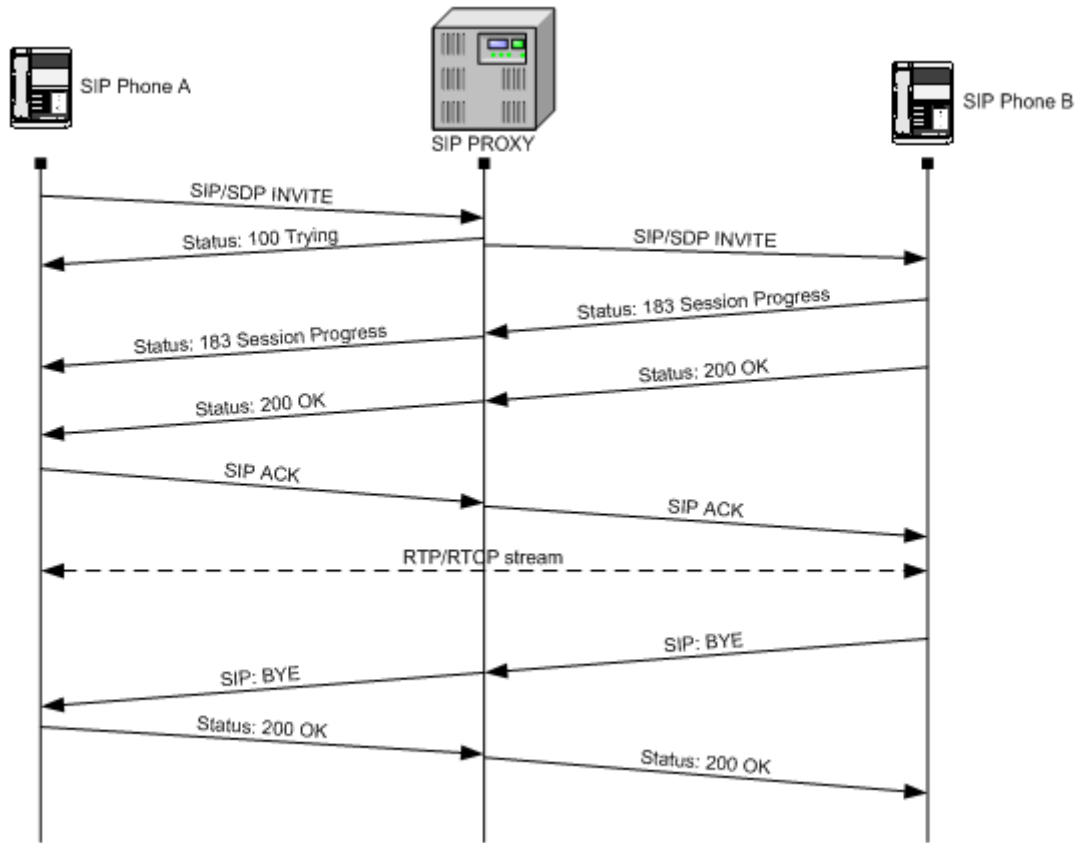 SIP Phone A
SIP PROXY
SIP Phone B
SIP/SDP INVITE
Status: 100 Trying
SIP/SDP INVITE
Status: 183 Session Progress
Status: 183 Session Progress
Status: 200 OK
Status: 200 OK
SIP ACK
SIP ACK
RTP/RTCP stream
SIP: BYE
SIP: BYE
Status: 200 OK
Status: 200 OK